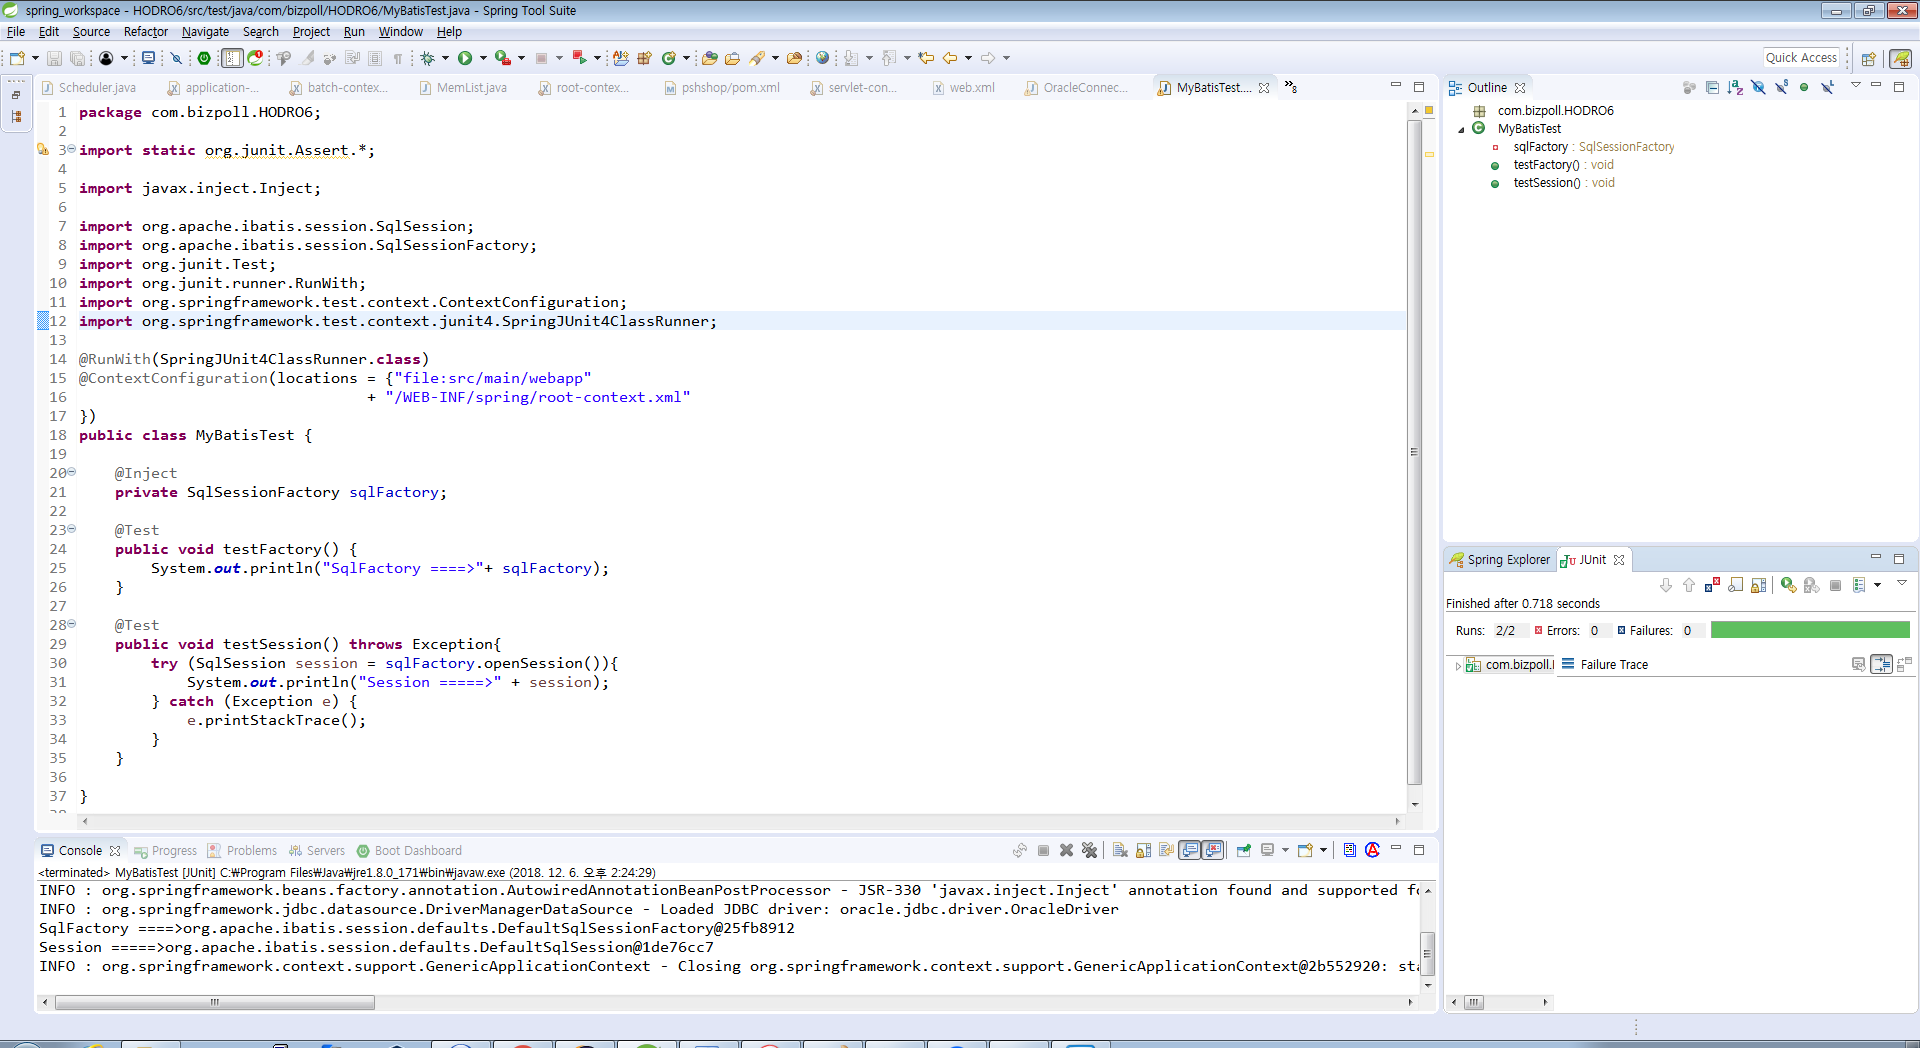 spring_workspace - HODRO6/src/test/java/com/bizpoll/HODRO6/MyBatisTest.java - Spring Tool Suite
File Edit Source Refactor Navigate Search Project Run Window Help
Quick Access
Scheduler.java application-... batch-contex... MemList.java root-contex... pshshop/pom.xml servlet-con... web.xml OracleConnec... MyBatisTest.... »8
1 package com.bizpoll.HODRO6;
2
3 import static org.junit.Assert.*;
4
5 import javax.inject.Inject;
6
7 import org.apache.ibatis.session.SqlSession;
8 import org.apache.ibatis.session.SqlSessionFactory;
9 import org.junit.Test;
10 import org.junit.runner.RunWith;
11 import org.springframework.test.context.ContextConfiguration;
12 import org.springframework.test.context.junit4.SpringJUnit4ClassRunner;
13
14 @RunWith(SpringJUnit4ClassRunner.class)
15 @ContextConfiguration(locations = {"file:src/main/webapp"
16 + "/WEB-INF/spring/root-context.xml"
17 })
18 public class MyBatisTest {
19
20 @Inject
21 private SqlSessionFactory sqlFactory;
22
23 @Test
24 public void testFactory() {
25 System.out.println("SqlFactory ====>"+ sqlFactory);
26 }
27
28 @Test
29 public void testSession() throws Exception{
30 try (SqlSession session = sqlFactory.openSession()){
31 System.out.println("Session =====>" + session);
32 } catch (Exception e) {
33 e.printStackTrace();
34 }
35 }
36
37 }
Outline
com.bizpoll.HODRO6
MyBatisTest
sqlFactory : SqlSessionFactory
testFactory() : void
testSession() : void
Spring Explorer JUnit
Finished after 0.718 seconds
Runs: 2/2 Errors: 0 Failures: 0
com.bizpoll.H Failure Trace
Console Progress Problems Servers Boot Dashboard
<terminated> MyBatisTest [JUnit] C:₩Program Files₩Java₩jre1.8.0_171₩bin₩javaw.exe (2018. 12. 6. 오후 2:24:29)
INFO : org.springframework.beans.factory.annotation.AutowiredAnnotationBeanPostProcessor - JSR-330 'javax.inject.Inject' annotation found and supported fo
INFO : org.springframework.jdbc.datasource.DriverManagerDataSource - Loaded JDBC driver: oracle.jdbc.driver.OracleDriver
SqlFactory ====>org.apache.ibatis.session.defaults.DefaultSqlSessionFactory@25fb8912
Session =====>org.apache.ibatis.session.defaults.DefaultSqlSession@1de76cc7
INFO : org.springframework.context.support.GenericApplicationContext - Closing org.springframework.context.support.GenericApplicationContext@2b552920: sta